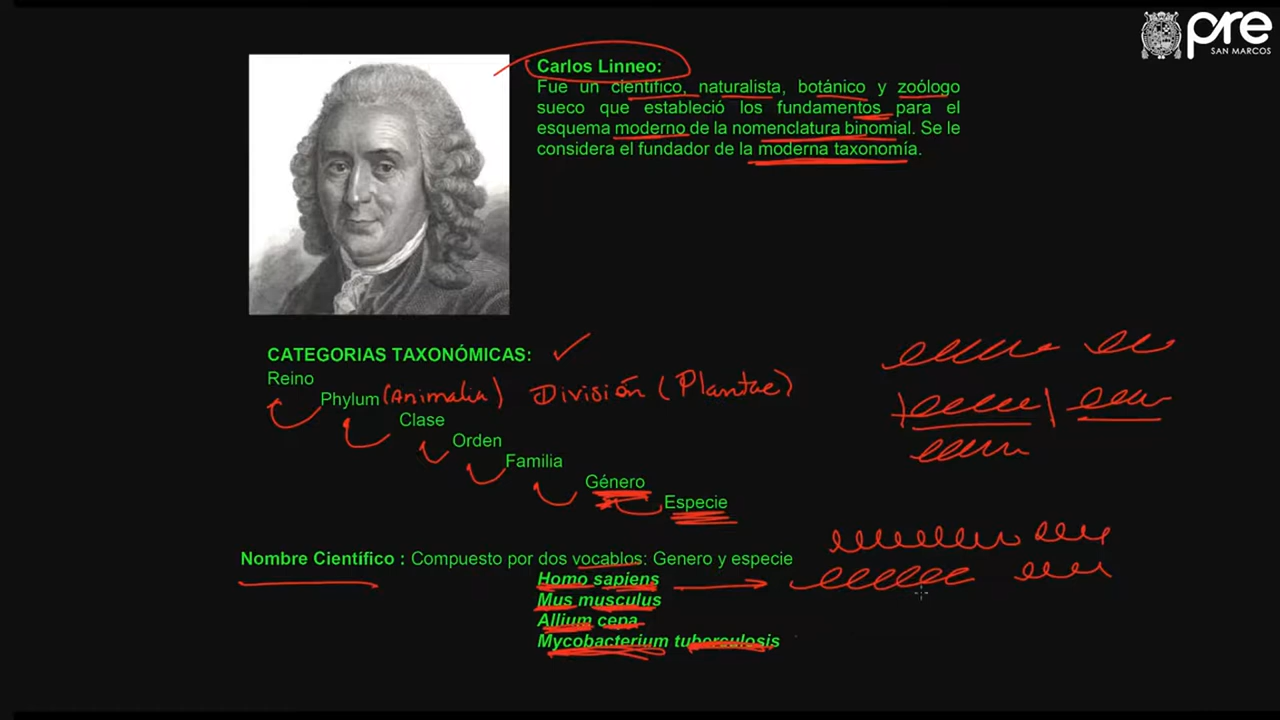 pre
SAN MARCOS
Carlos Linneo:
Fue un científico, naturalista, botánico y zoólogo
sueco que estableció los fundamentos para el
esquema moderno de la nomenclatura binomial. Se le
considera el fundador de la moderna taxonomía.
CATEGORIAS TAXONÓMICAS:
Reino
Phylum (Animalia) División (Plantae)
Clase
Orden
Familia
Género
Especie
Nombre Científico : Compuesto por dos vocablos: Genero y especie
Homo sapiens
Mus musculus
Allium cepa
Mycobacterium tuberculosis